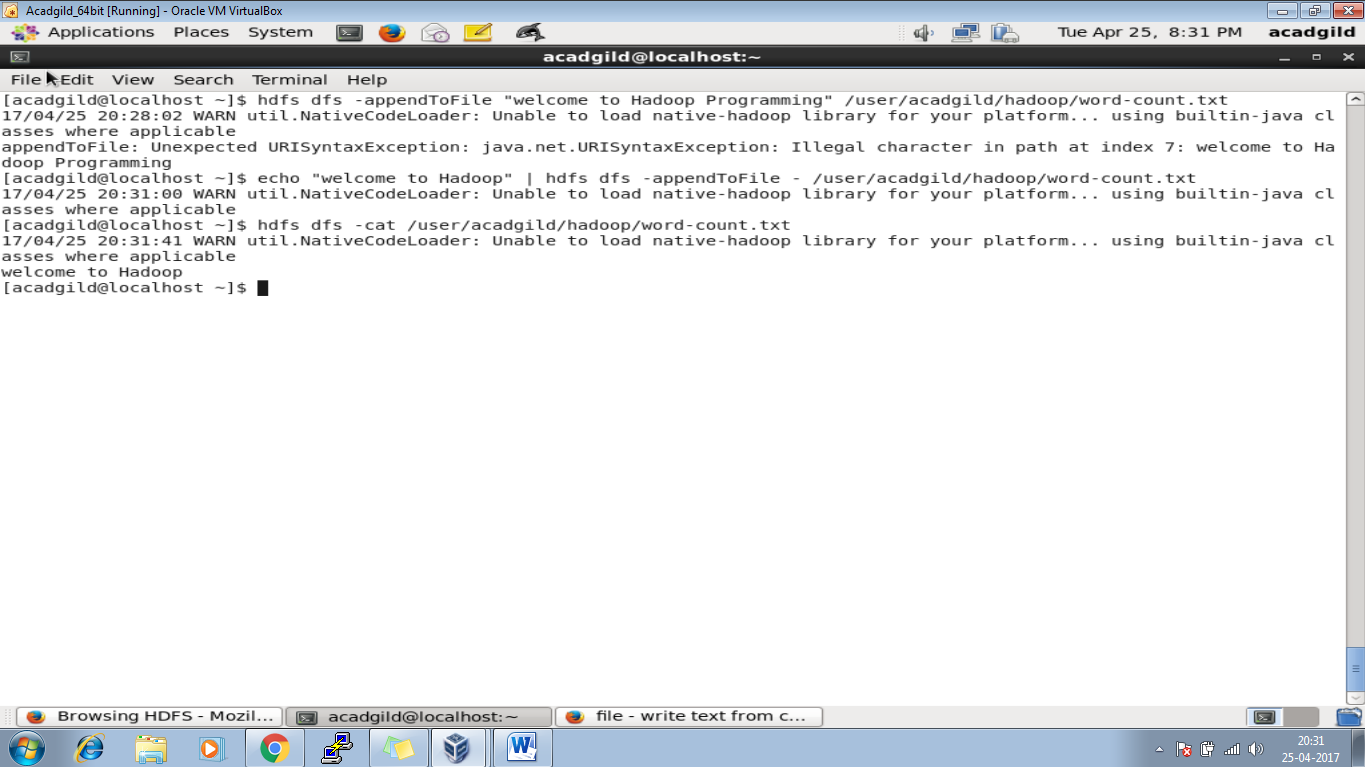 Acadgild_64bit [Running] - Oracle VM VirtualBox
Applications Places System Tue Apr 25, 8:31 PM acadgild
acadgild@localhost:~
File Edit View Search Terminal Help
[acadgild@localhost ~]$ hdfs dfs -appendToFile "welcome to Hadoop Programming" /user/acadgild/hadoop/word-count.txt
17/04/25 20:28:02 WARN util.NativeCodeLoader: Unable to load native-hadoop library for your platform... using builtin-java cl
asses where applicable
appendToFile: Unexpected URISyntaxException: java.net.URISyntaxException: Illegal character in path at index 7: welcome to Ha
doop Programming
[acadgild@localhost ~]$ echo "welcome to Hadoop" | hdfs dfs -appendToFile - /user/acadgild/hadoop/word-count.txt
17/04/25 20:31:00 WARN util.NativeCodeLoader: Unable to load native-hadoop library for your platform... using builtin-java cl
asses where applicable
[acadgild@localhost ~]$ hdfs dfs -cat /user/acadgild/hadoop/word-count.txt
17/04/25 20:31:41 WARN util.NativeCodeLoader: Unable to load native-hadoop library for your platform... using builtin-java cl
asses where applicable
welcome to Hadoop
[acadgild@localhost ~]$
Browsing HDFS - Mozil... acadgild@localhost:~ file - write text from c...
20:31
25-04-2017